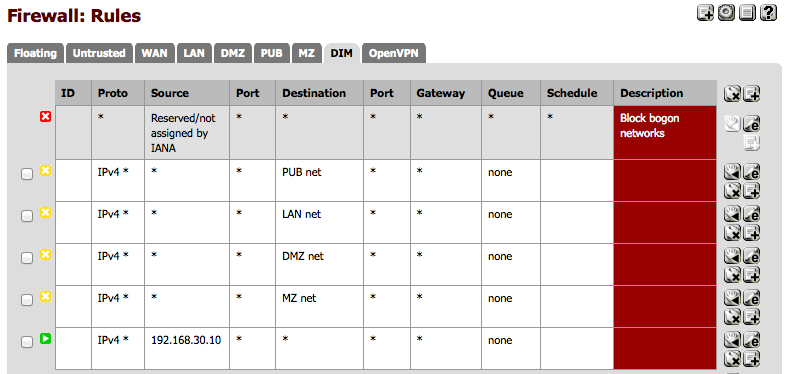 Firewall: Rules
?
Floating Untrusted WAN LAN DMZ PUB MZ DIM OpenVPN
ID Proto Source Port Destination Port Gateway Queue Schedule Description
* Reserved/not assigned by IANA * * * * * * Block bogon networks
e
IPv4 * * * PUB net * * none
e
IPv4 * * * LAN net * * none
e
IPv4 * * * DMZ net * * none
e
IPv4 * * * MZ net * * none
e
IPv4 * 192.168.30.10 * * * * none
e